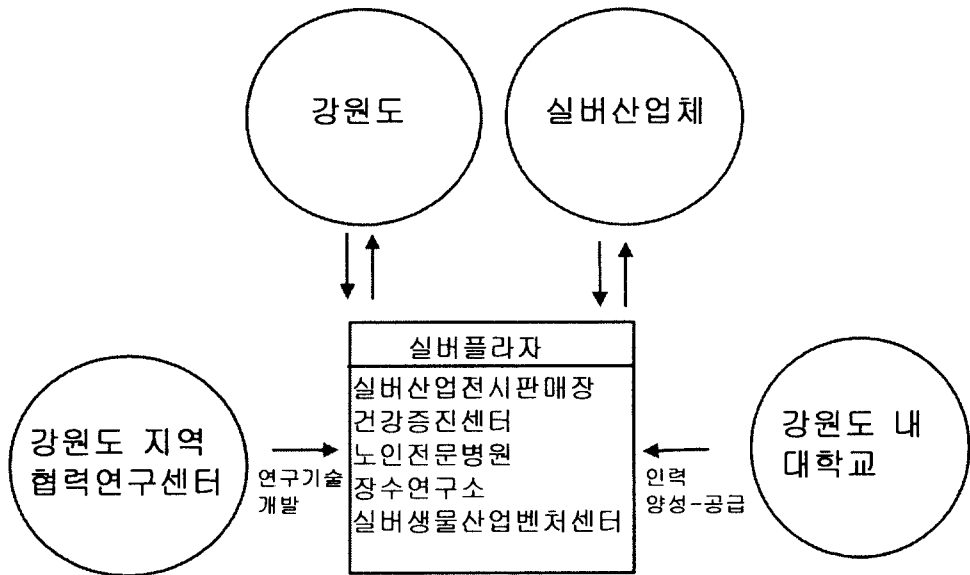 강원도
실버산업체
실버플라자
실버산업전시판매장
건강증진센터
노인전문병원
장수연구소
실버생물산업벤처센터
강원도 지역
협력연구센터
연구기술
개발
인력
양성-공급
강원도 내
대학교